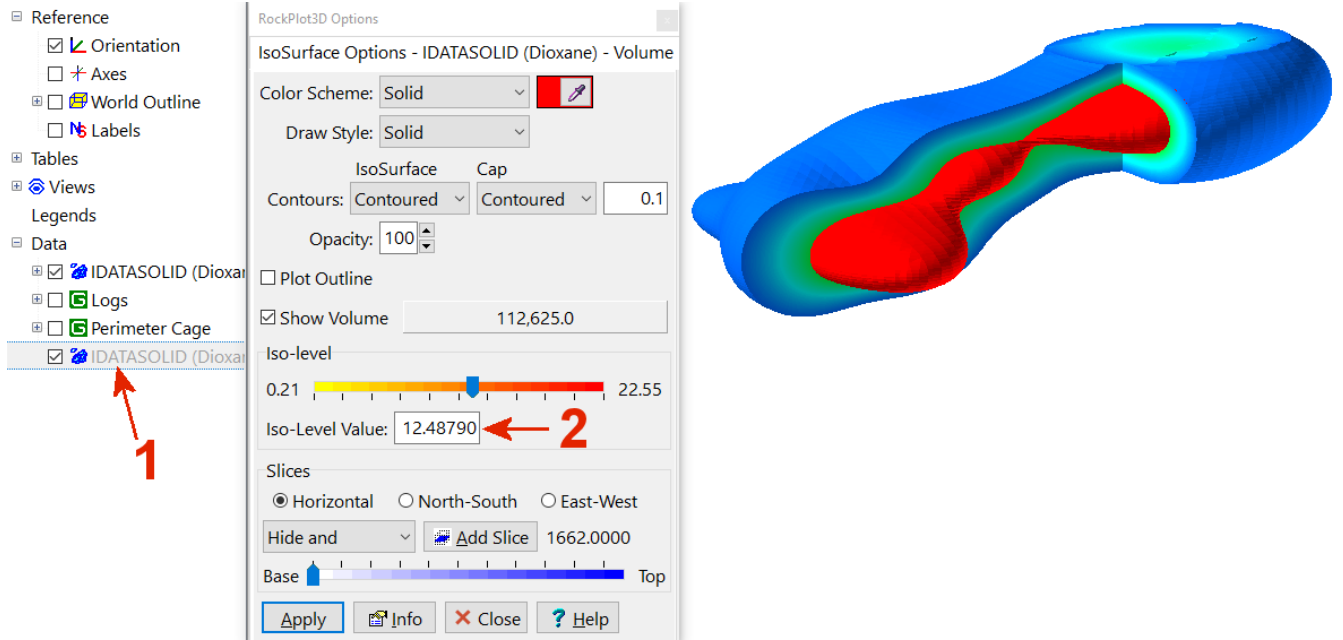 Reference
Orientation
Axes
World Outline
NS Labels
Tables
Views
Legends
Data
IDATASOLID (Dioxa
G Logs
G Perimeter Cage
IDATASOLID (Dioxa
1
RockPlot3D Options
x
IsoSurface Options - IDATASOLID (Dioxane) - Volume
Color Scheme: Solid
Draw Style: Solid
IsoSurface Cap
Contours: Contoured Contoured 0.1
Opacity: 100
Plot Outline
Show Volume 112,625.0
Iso-level
0.21 22.55
Iso-Level Value: 12.48790 2
Slices
Horizontal North-South East-West
Hide and Add Slice 1662.0000
Base Top
Apply Info Close ? Help